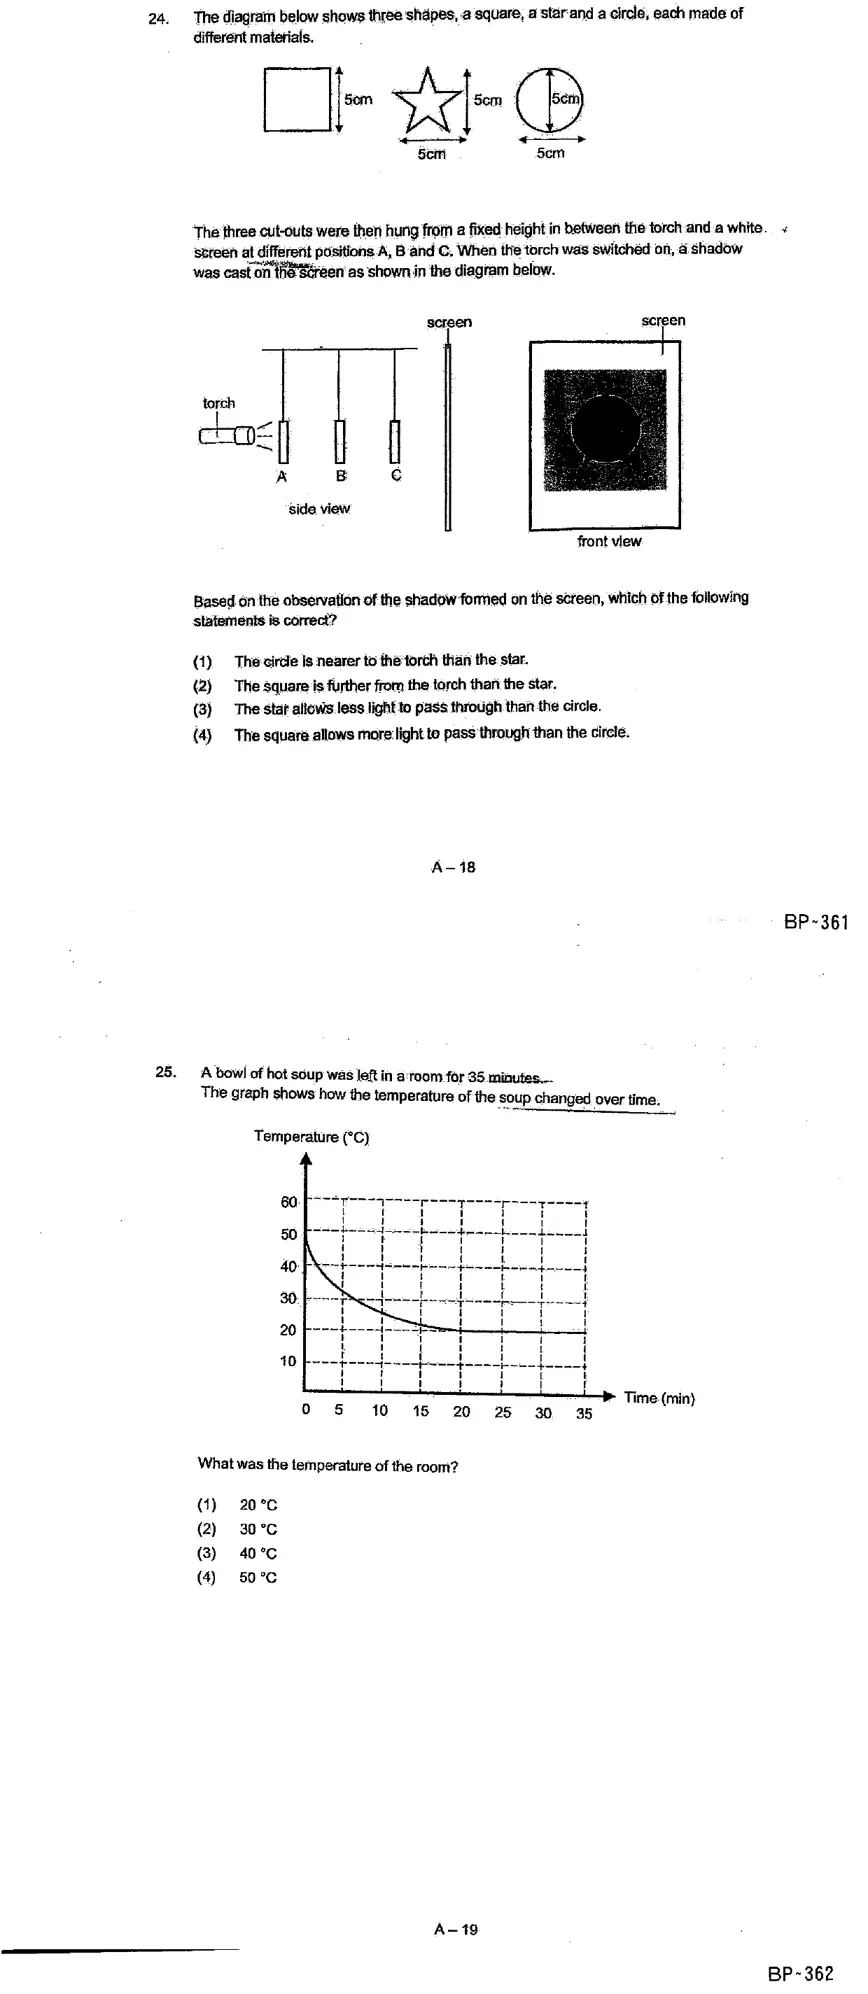 24. The diagram below shows three shapes, a square, a star and a circle, each made of
different materials.
5cm 5cm 5cm
5cm 5cm
The three cut-outs were then hung from a fixed height in between the torch and a white
screen at different positions A, B and C. When the torch was switched on, a shadow
was cast on the screen as shown in the diagram below.
screen screen
torch
A B C
side view
front view
Based on the observation of the shadow formed on the screen, which of the following
statements is correct?
(1) The circle is nearer to the torch than the star.
(2) The square is further from the torch than the star.
(3) The star allows less light to pass through than the circle.
(4) The square allows more light to pass through than the circle.
A – 18
BP~361
25. A bowl of hot soup was left in a room for 35 minutes.
The graph shows how the temperature of the soup changed over time.
Temperature (°C)
60
50
40
30
20
10
Time (min)
0 5 10 15 20 25 30 35
What was the temperature of the room?
(1) 20 °C
(2) 30 °C
(3) 40 °C
(4) 50 °C
A – 19
BP~362